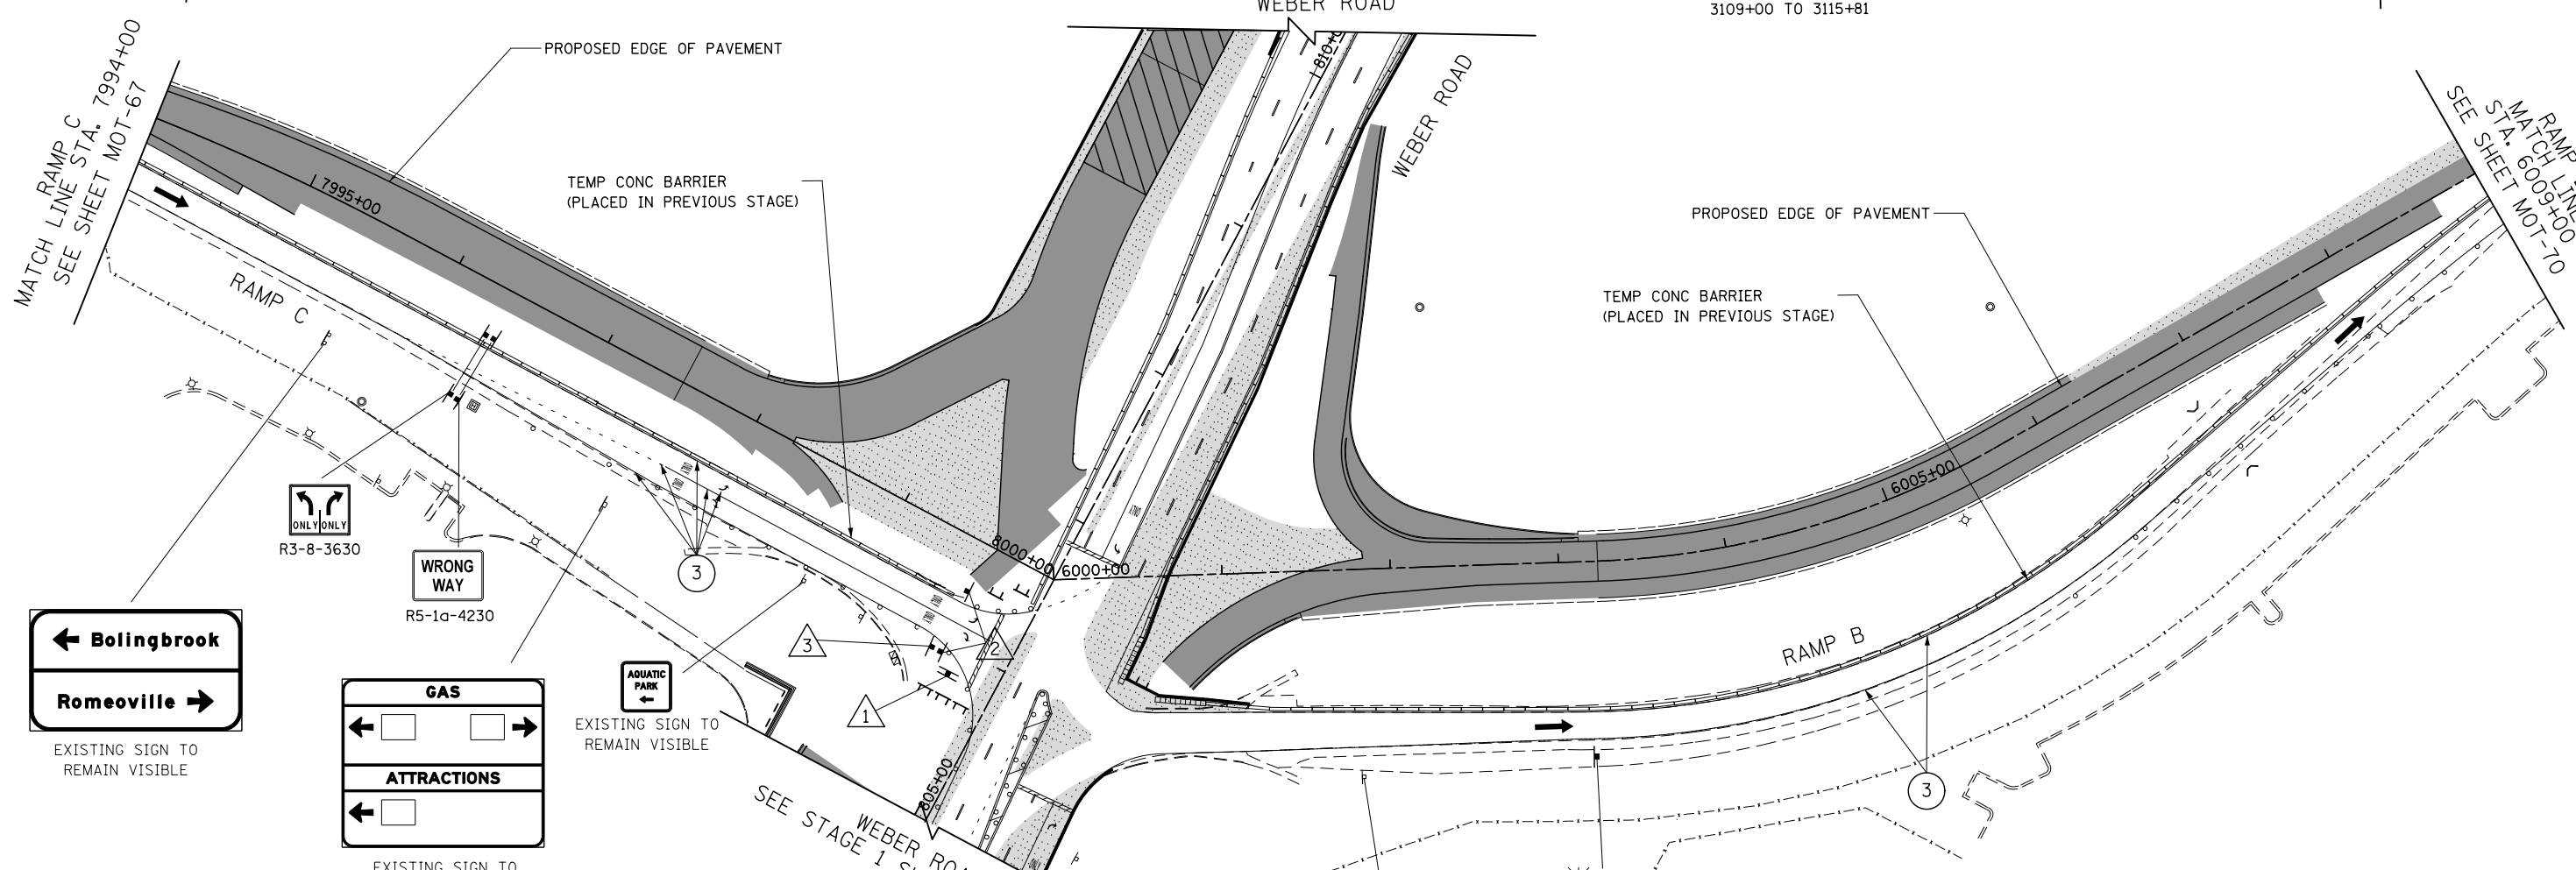 WEBER ROAD
3109+00 TO 3115+81
RAMP C
MATCH LINE STA. 7994+00
SEE SHEET MOT-67
PROPOSED EDGE OF PAVEMENT
7995+00
TEMP CONC BARRIER
(PLACED IN PREVIOUS STAGE)
RAMP C
WEBER ROAD
PROPOSED EDGE OF PAVEMENT
TEMP CONC BARRIER
(PLACED IN PREVIOUS STAGE)
MATCH LINE
STA. 6009+00
SEE SHEET MOT-70
6005+00
8000+00
6000+00
ONLY ONLY
R3-8-3630
WRONG
WAY
R5-1a-4230
3
3
2
1
Bolingbrook
Romeoville
EXISTING SIGN TO
REMAIN VISIBLE
GAS
ATTRACTIONS
EXISTING SIGN TO
AQUATIC
PARK
EXISTING SIGN TO
REMAIN VISIBLE
RAMP B
3
805+00
WEBER
SEE STAGE 1